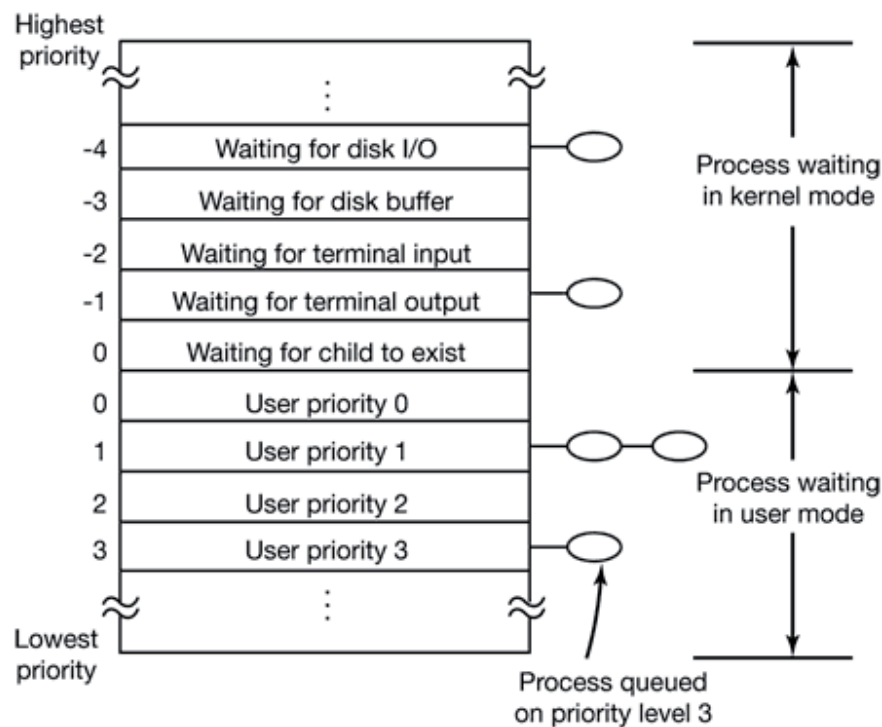 Highest
priority
⋮
-4 Waiting for disk I/O
-3 Waiting for disk buffer
-2 Waiting for terminal input
-1 Waiting for terminal output
0 Waiting for child to exist
0 User priority 0
1 User priority 1
2 User priority 2
3 User priority 3
⋮
Lowest
priority
Process waiting
in kernel mode
Process waiting
in user mode
Process queued
on priority level 3